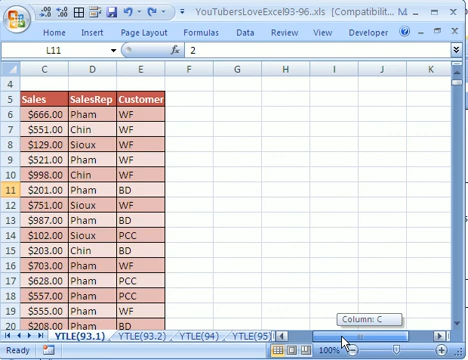 YouTubersLoveExcel93-96...xls [Compatibilit...
Home Insert Page Layout Formulas Data Review View Developer
L11 fx 2
C D E F G H I J K
4
5 Sales SalesRep Customer
6 $666.00 Pham WF
7 $551.00 Chin WF
8 $129.00 Sioux WF
9 $521.00 Pham WF
10 $998.00 Chin WF
11 $201.00 Pham BD
12 $751.00 Sioux WF
13 $987.00 Pham BD
14 $102.00 Sioux PCC
15 $203.00 Chin BD
16 $703.00 Pham WF
17 $628.00 Pham PCC
18 $557.00 Pham PCC
19 $555.00 Pham WF
20 $208.00 Pham BD
Column: C
YTLE(93.1) YTLE(93.2) YTLE(94) YTLE(95)
Ready 100%